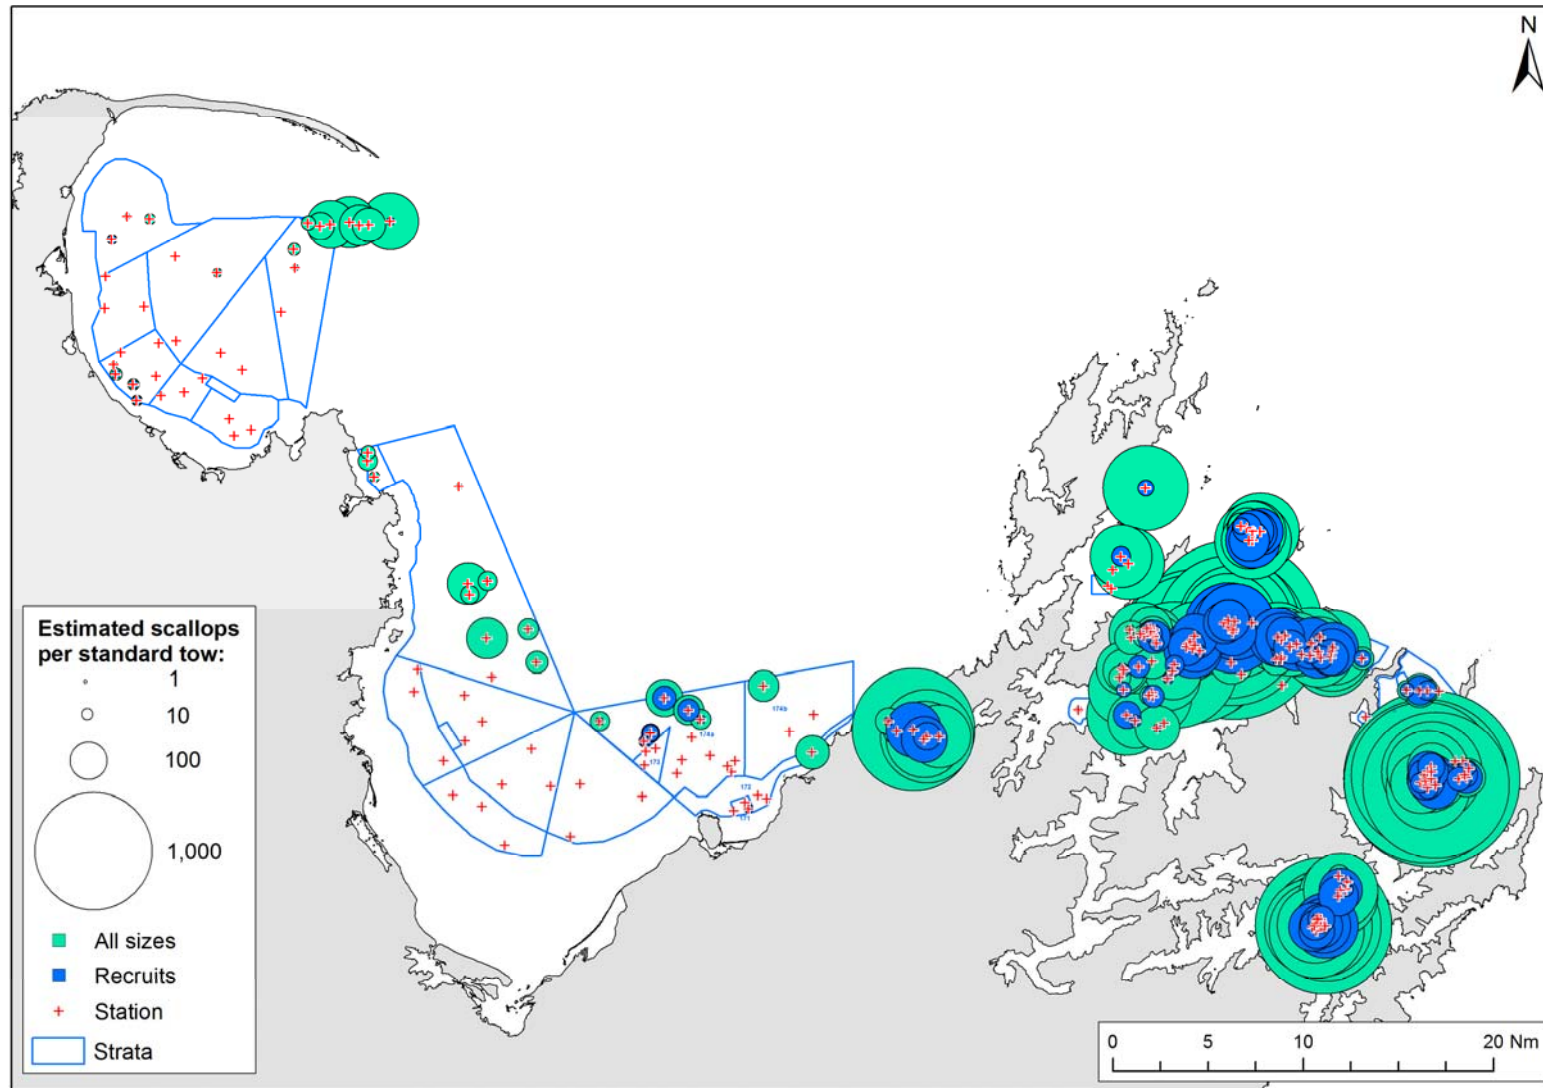 N
174b
174a
173
172
171
Estimated scallops
per standard tow:
1
10
100
1,000
All sizes
Recruits
Station
Strata
0 5 10 20 Nm